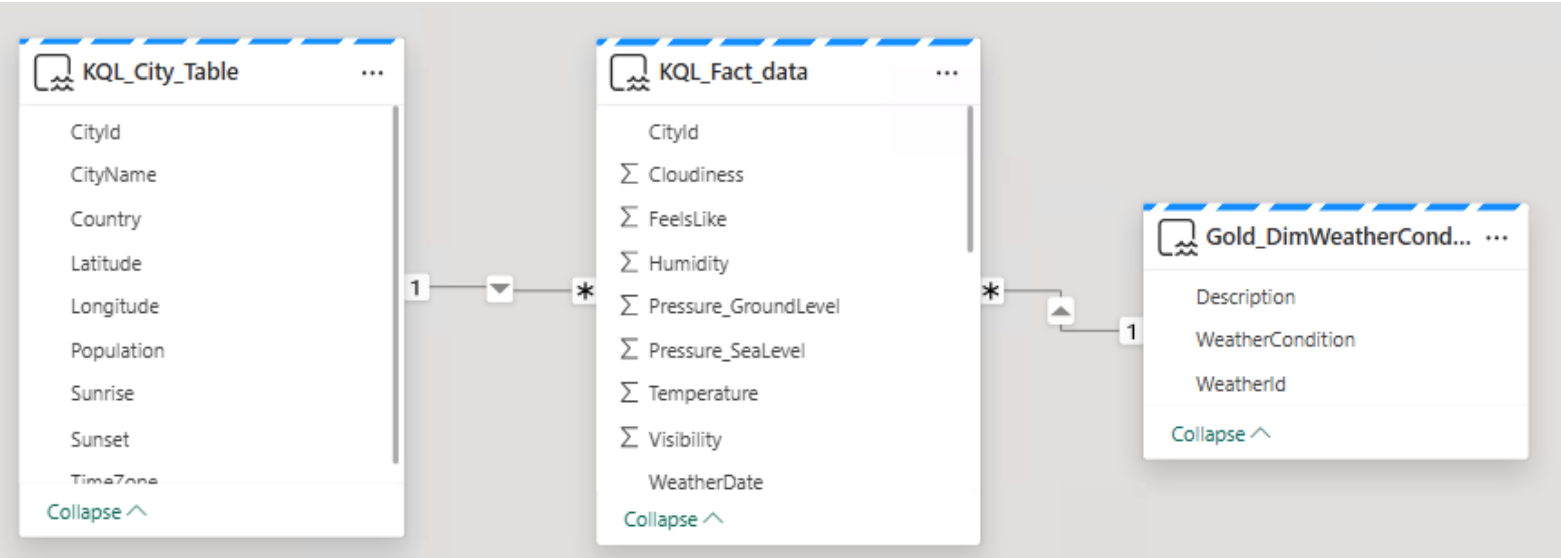 KQL_City_Table ...
CityId
CityName
Country
Latitude
Longitude
Population
Sunrise
Sunset
TimeZone
Collapse
1
*
KQL_Fact_data ...
CityId
Σ Cloudiness
Σ FeelsLike
Σ Humidity
Σ Pressure_GroundLevel
Σ Pressure_SeaLevel
Σ Temperature
Σ Visibility
WeatherDate
Collapse
*
1
Gold_DimWeatherCond... ...
Description
WeatherCondition
WeatherId
Collapse